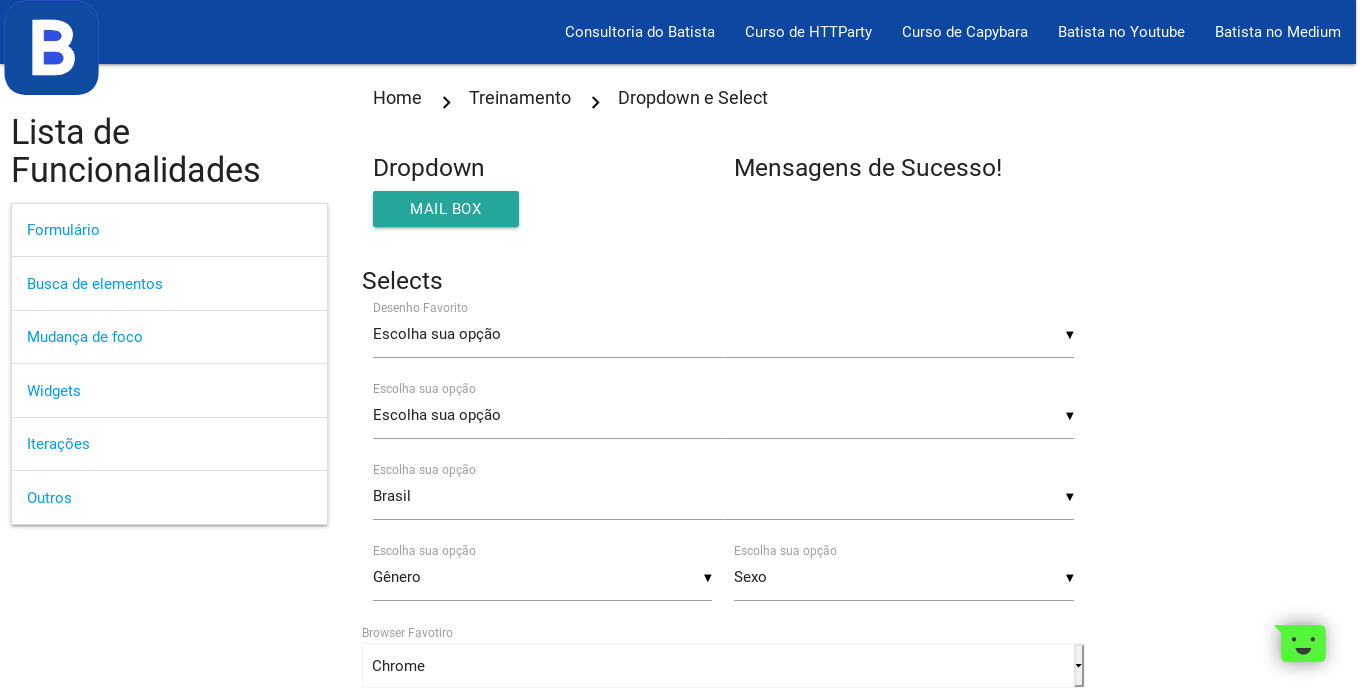 B
Consultoria do Batista
Curso de HTTParty
Curso de Capybara
Batista no Youtube
Batista no Medium
Home
Treinamento
Dropdown e Select
Lista de
Funcionalidades
Formulário
Busca de elementos
Mudança de foco
Widgets
Iterações
Outros
Dropdown
MAIL BOX
Mensagens de Sucesso!
Selects
Desenho Favorito
Escolha sua opção
Escolha sua opção
Escolha sua opção
Escolha sua opção
Brasil
Escolha sua opção
Gênero
Escolha sua opção
Sexo
Browser Favotiro
Chrome